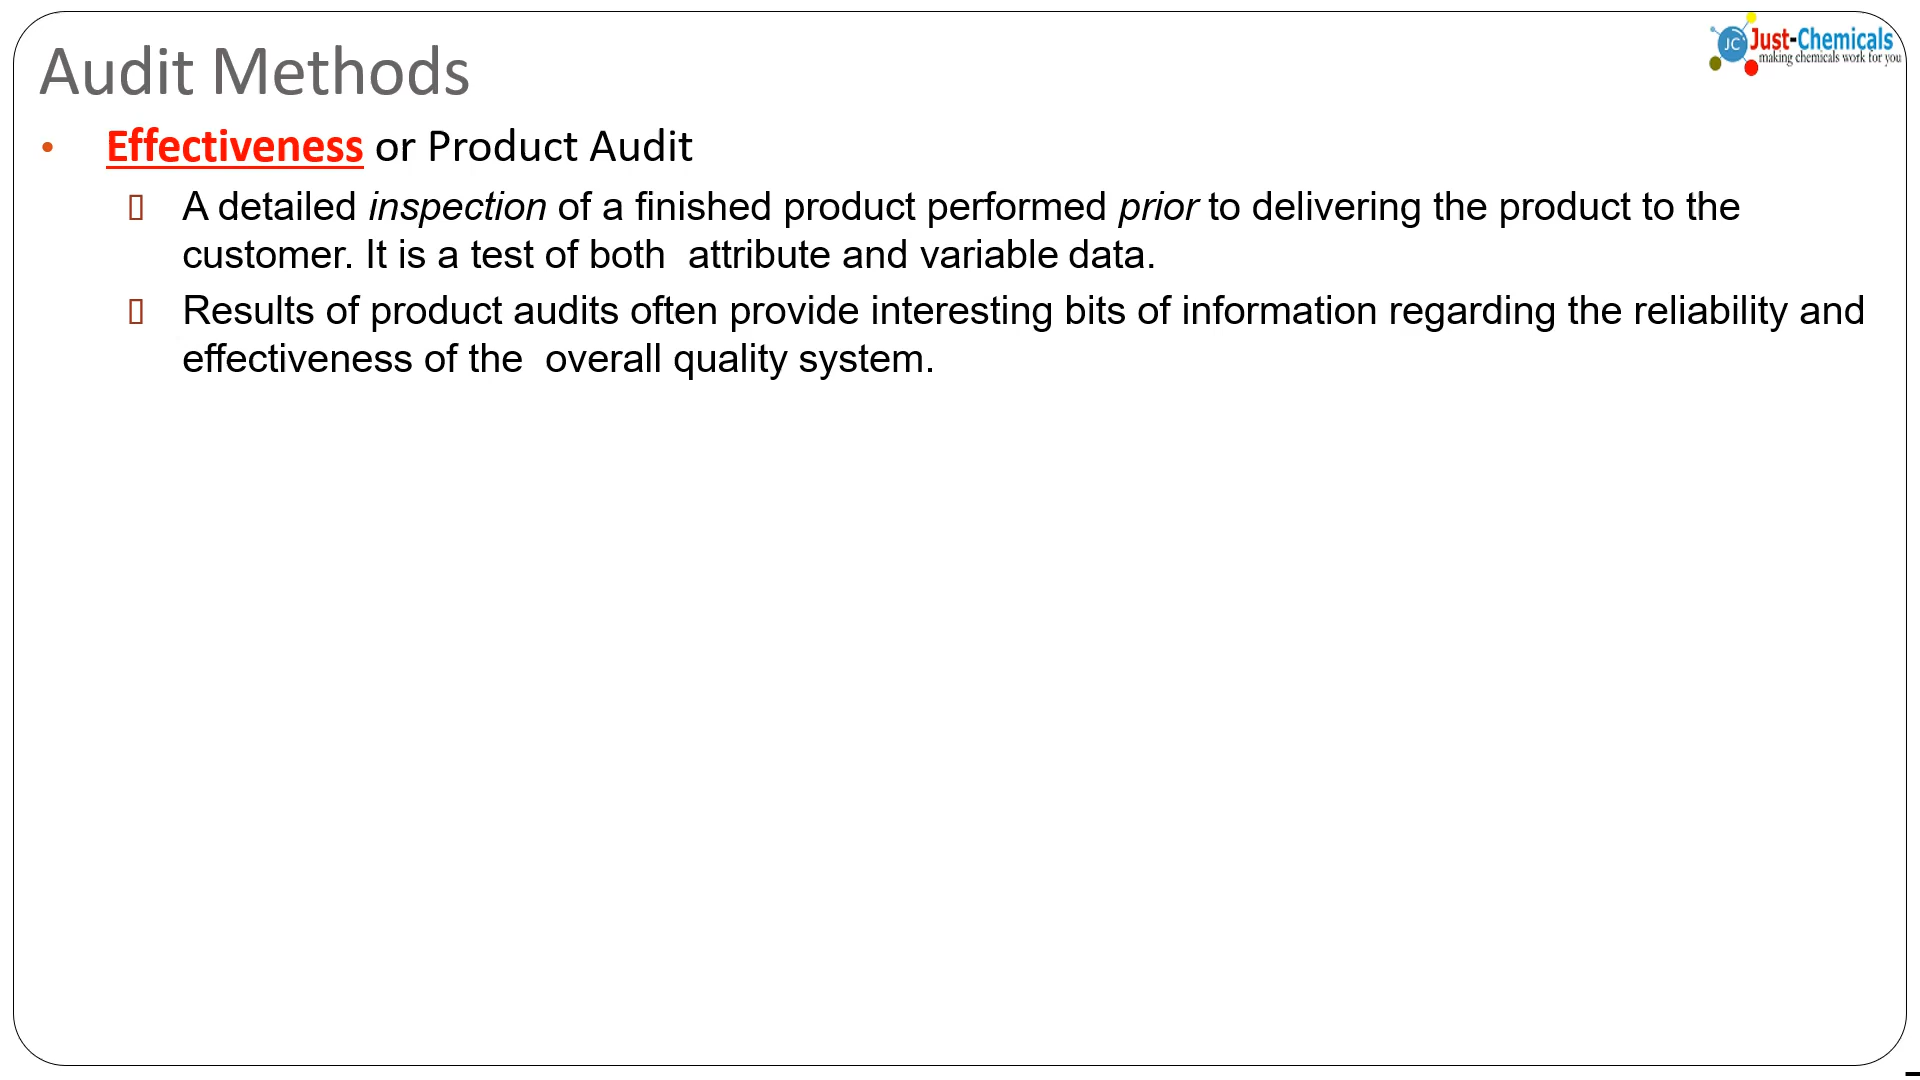 Audit Methods
JC Just-Chemicals
making chemicals work for you
• Effectiveness or Product Audit
A detailed inspection of a finished product performed prior to delivering the product to the
customer. It is a test of both  attribute and variable data.
Results of product audits often provide interesting bits of information regarding the reliability and
effectiveness of the  overall quality system.